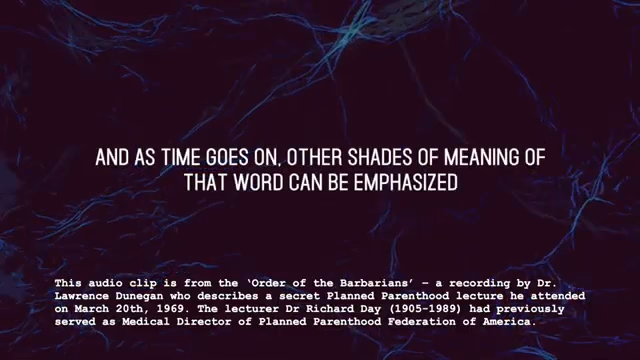 AND AS TIME GOES ON, OTHER SHADES OF MEANING OF
THAT WORD CAN BE EMPHASIZED
This audio clip is from the ‘Order of the Barbarians’ – a recording by Dr.
Lawrence Dunegan who describes a secret Planned Parenthood lecture he attended
on March 20th, 1969. The lecturer Dr Richard Day (1905-1989) had previously
served as Medical Director of Planned Parenthood Federation of America.